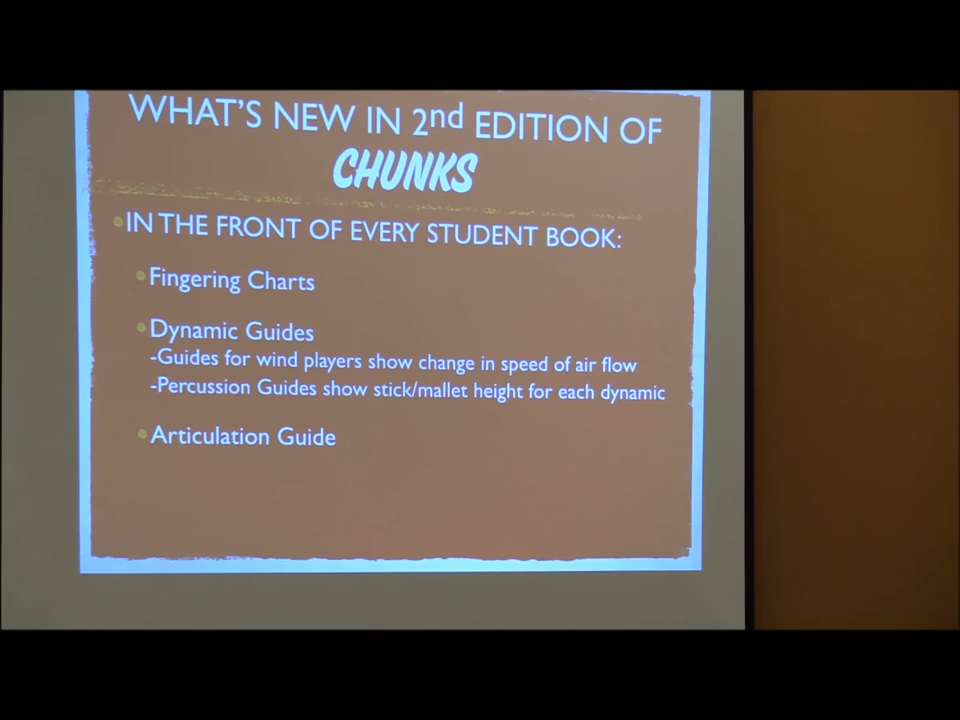 WHAT'S NEW IN 2nd EDITION OF
CHUNKS
•IN THE FRONT OF EVERY STUDENT BOOK:
•Fingering Charts
•Dynamic Guides
-Guides for wind players show change in speed of air flow
-Percussion Guides show stick/mallet height for each dynamic
•Articulation Guide